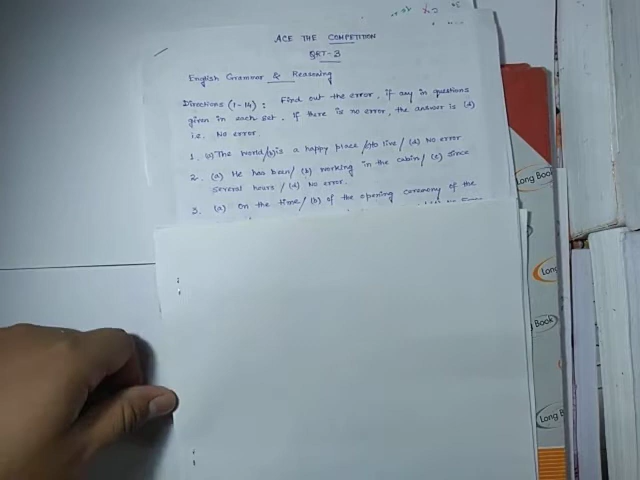 ACE THE COMPETITION
QRT-3
English Grammar & Reasoning
Directions (1-14): Find out the error, if any in questions
given in each set. If there is no error, the answer is (d)
i.e. No error.
1. (a) The world/(b) is a happy place/(c) to live/(d) No error
2. (a) He has been/(b) working in the cabin/(c) since
several hours/(d) No error.
3. (a) On the time/(b) of the opening ceremony of the
Long Book
Long
Book
Long B